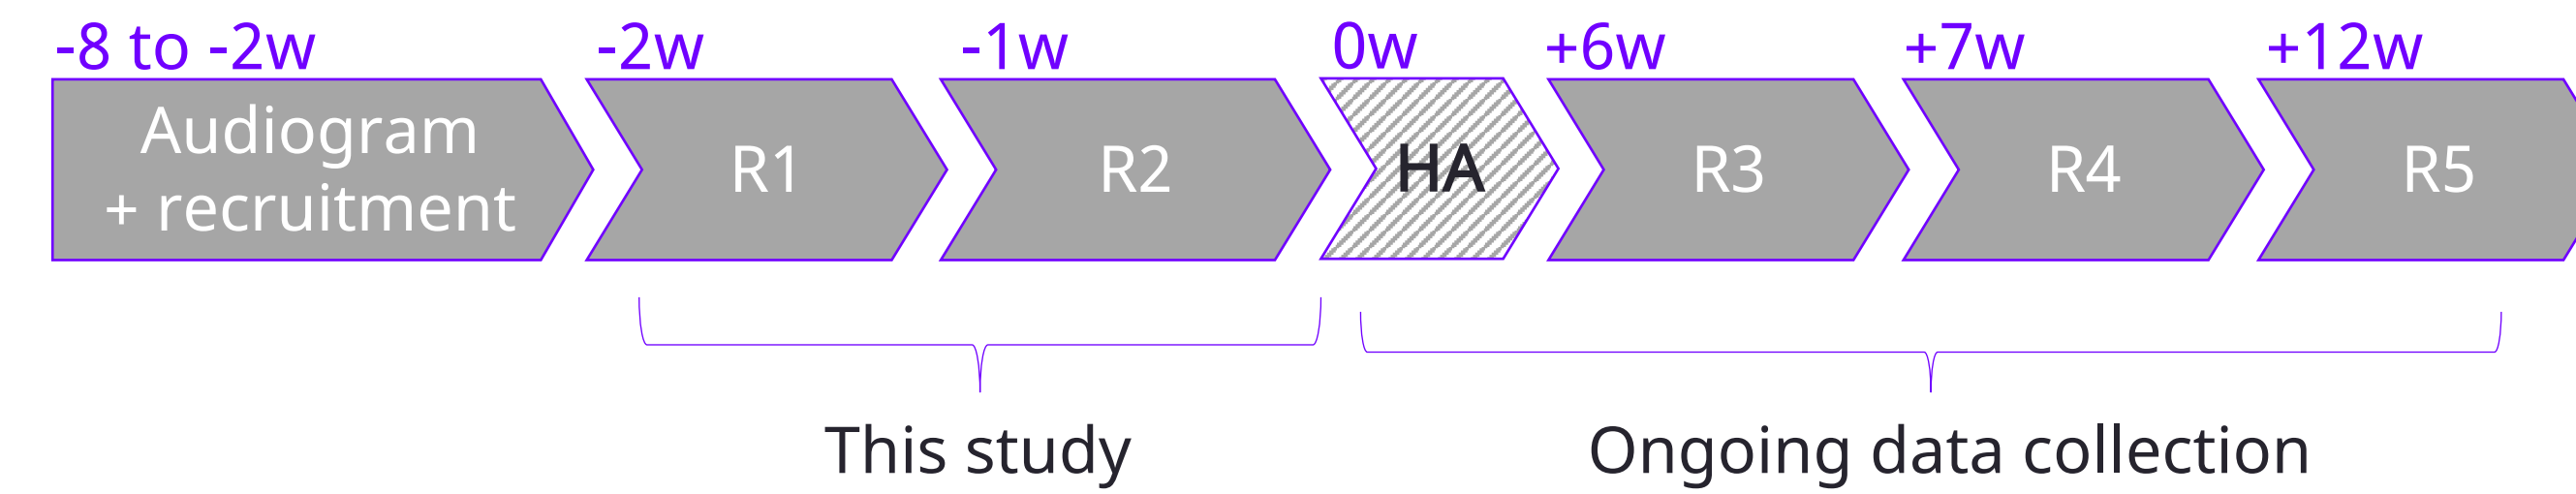 -8 to -2w -2w -1w 0w +6w +7w +12w
Audiogram
+ recruitment
R1 R2 HA R3 R4 R5
This study Ongoing data collection